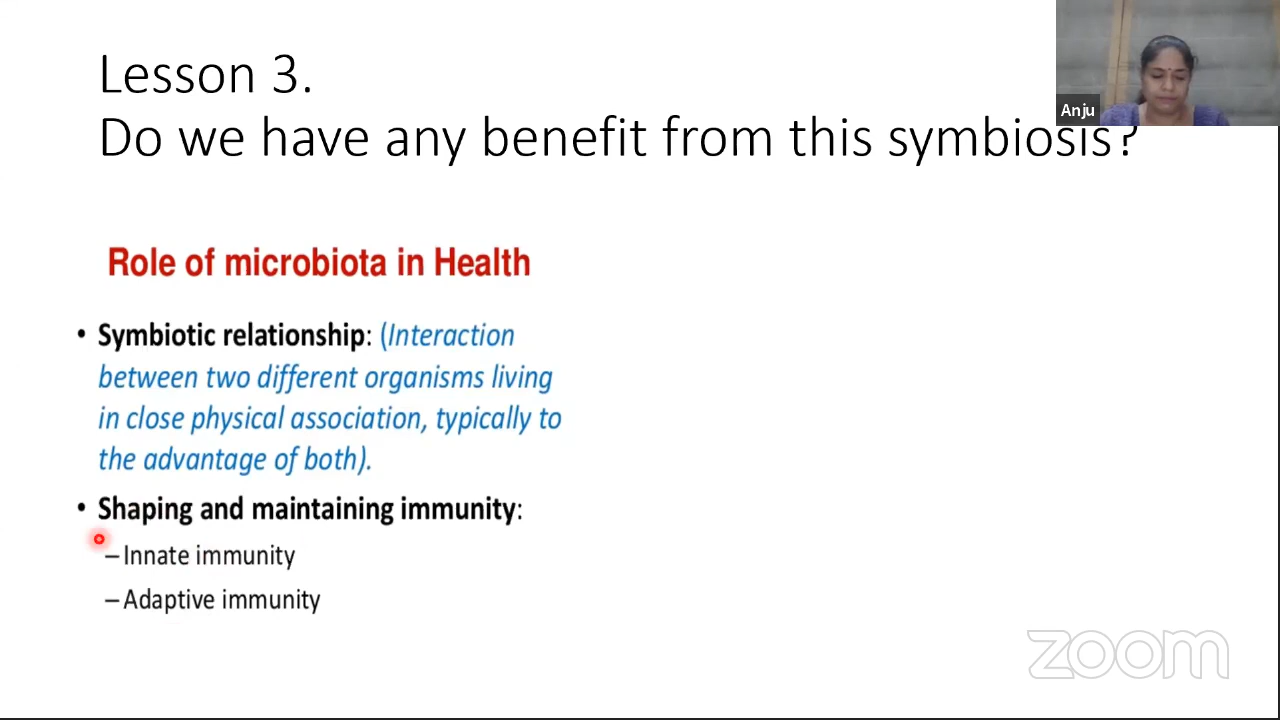 Lesson 3.
Do we have any benefit from this symbiosis?
Anju
Role of microbiota in Health
• Symbiotic relationship: (Interaction
between two different organisms living
in close physical association, typically to
the advantage of both).
• Shaping and maintaining immunity:
– Innate immunity
– Adaptive immunity
zoom